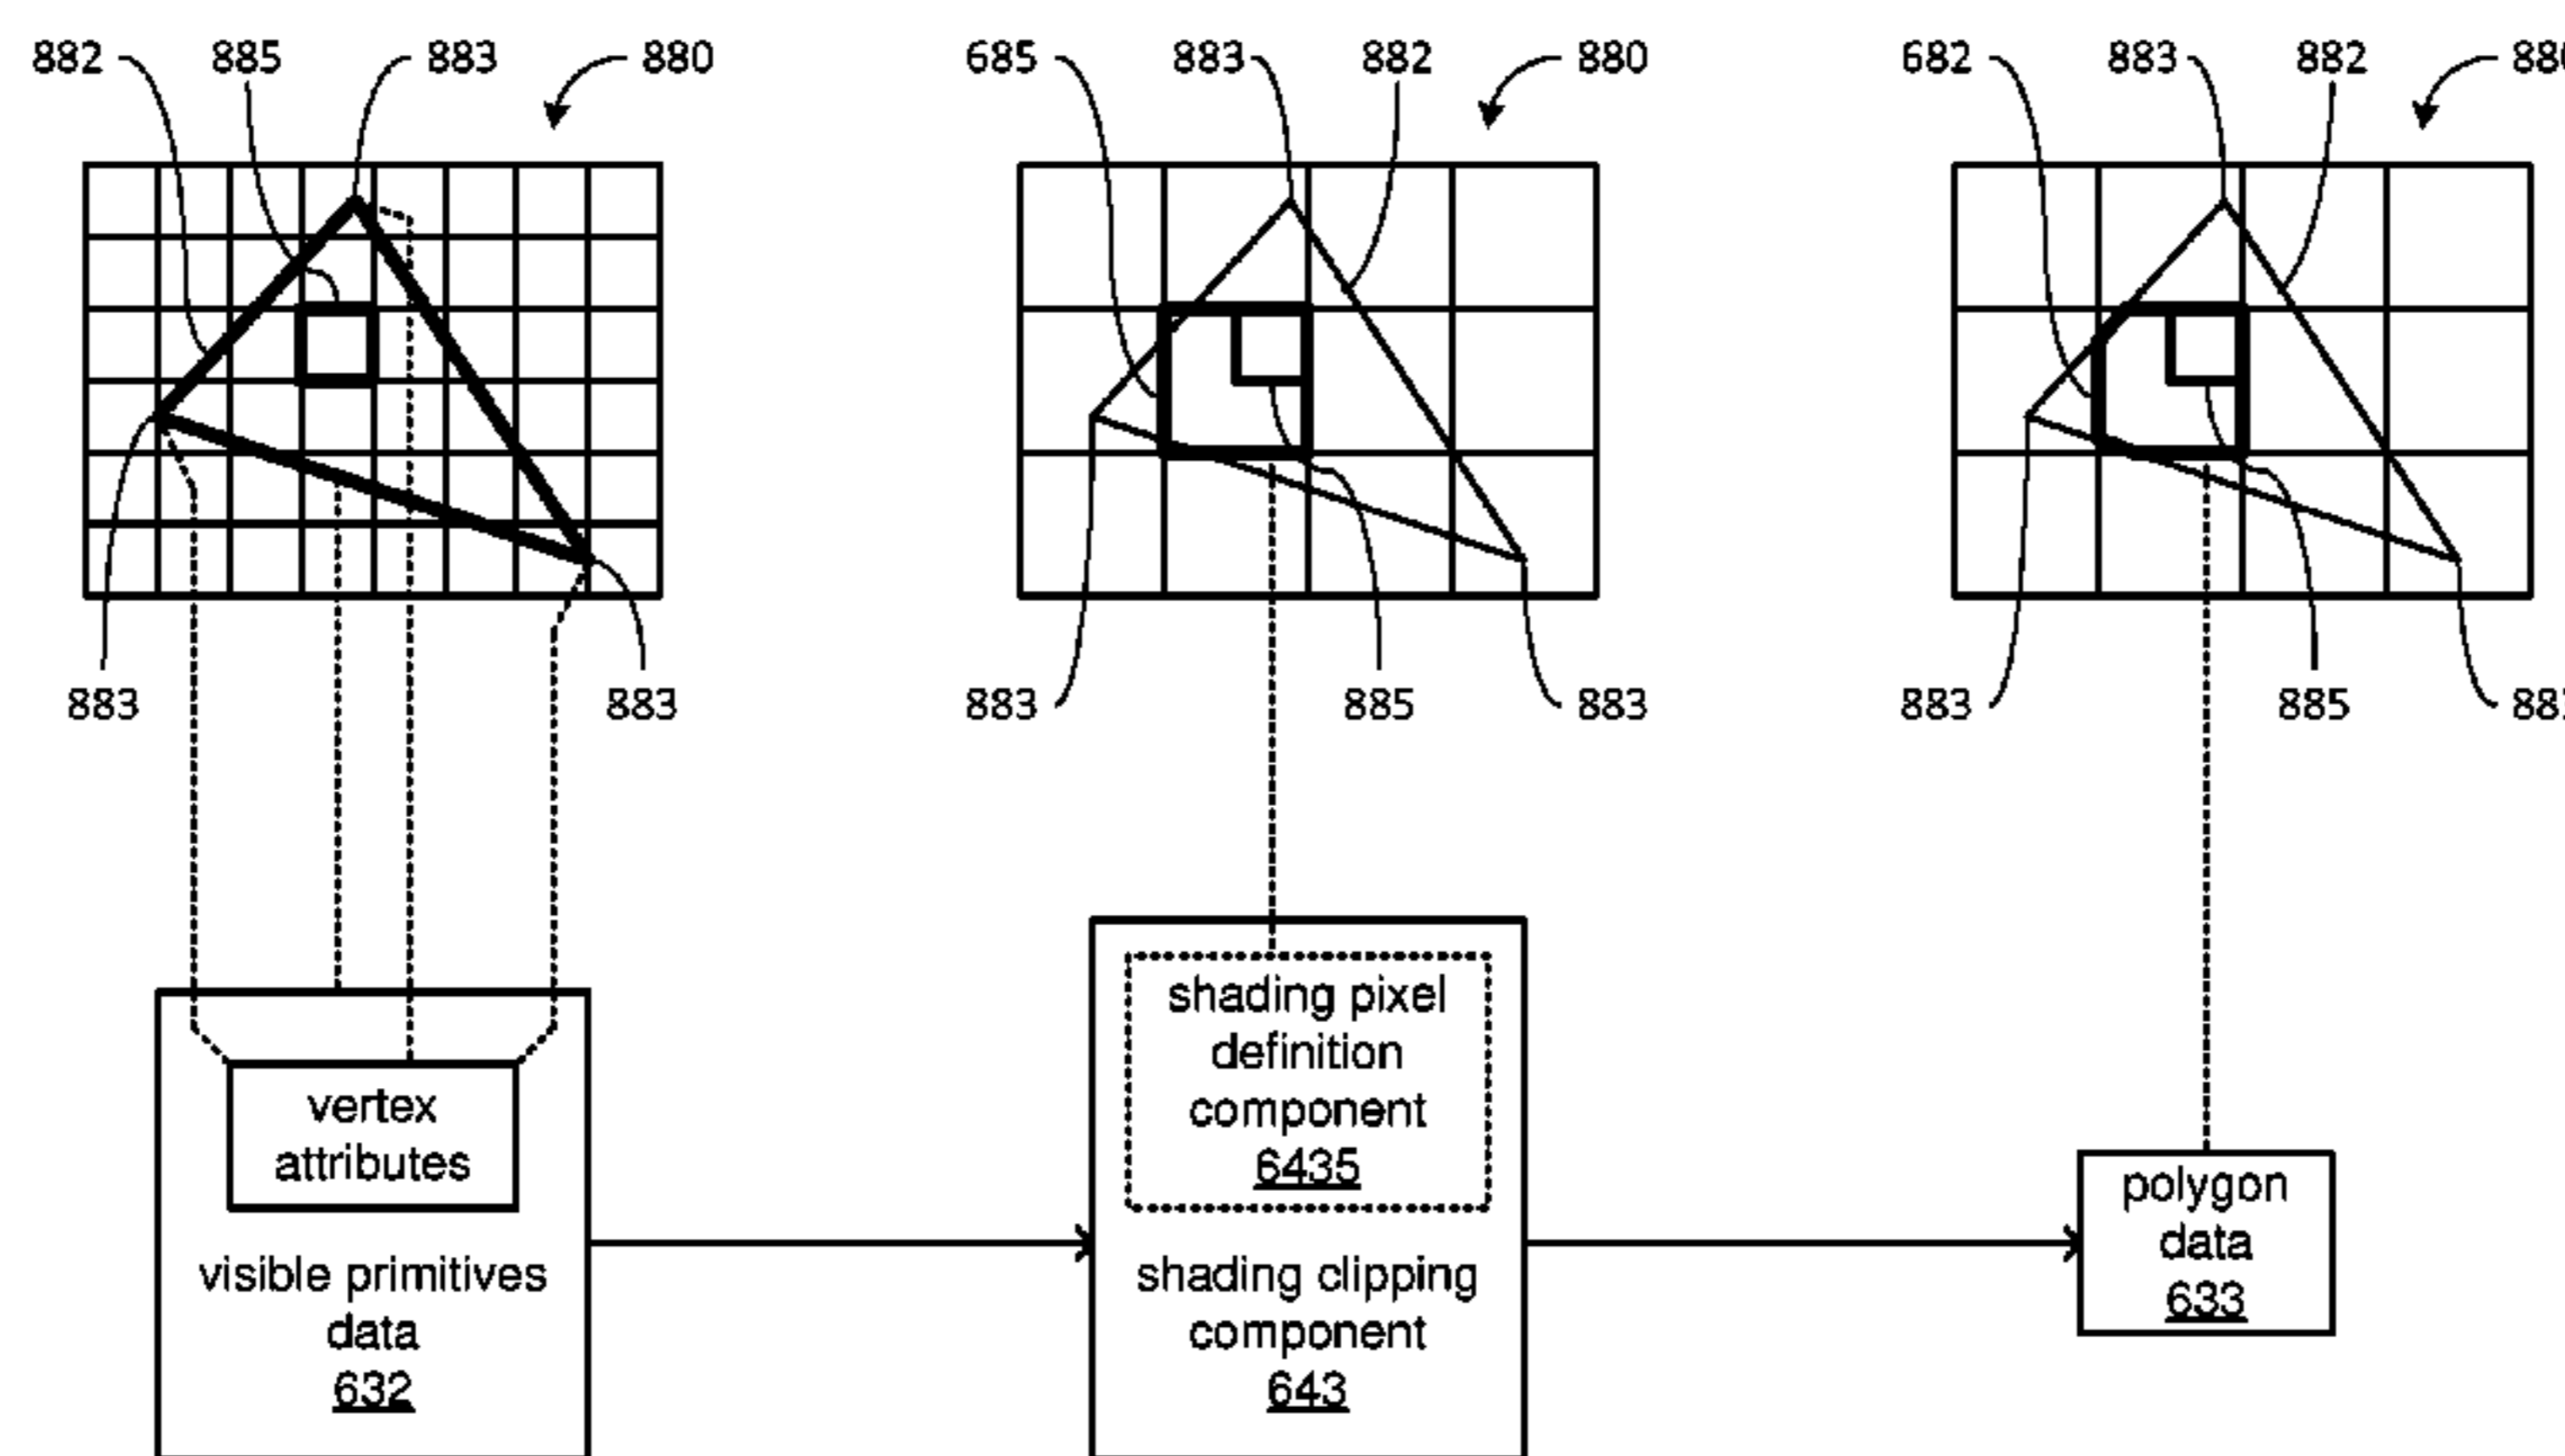 882 885 883 880
685 883 882 880
682 883 882
883 883
883 885 883
883 885
vertex
attributes
visible primitives
data
632
shading pixel
definition
component
6435
shading clipping
component
643
polygon
data
633